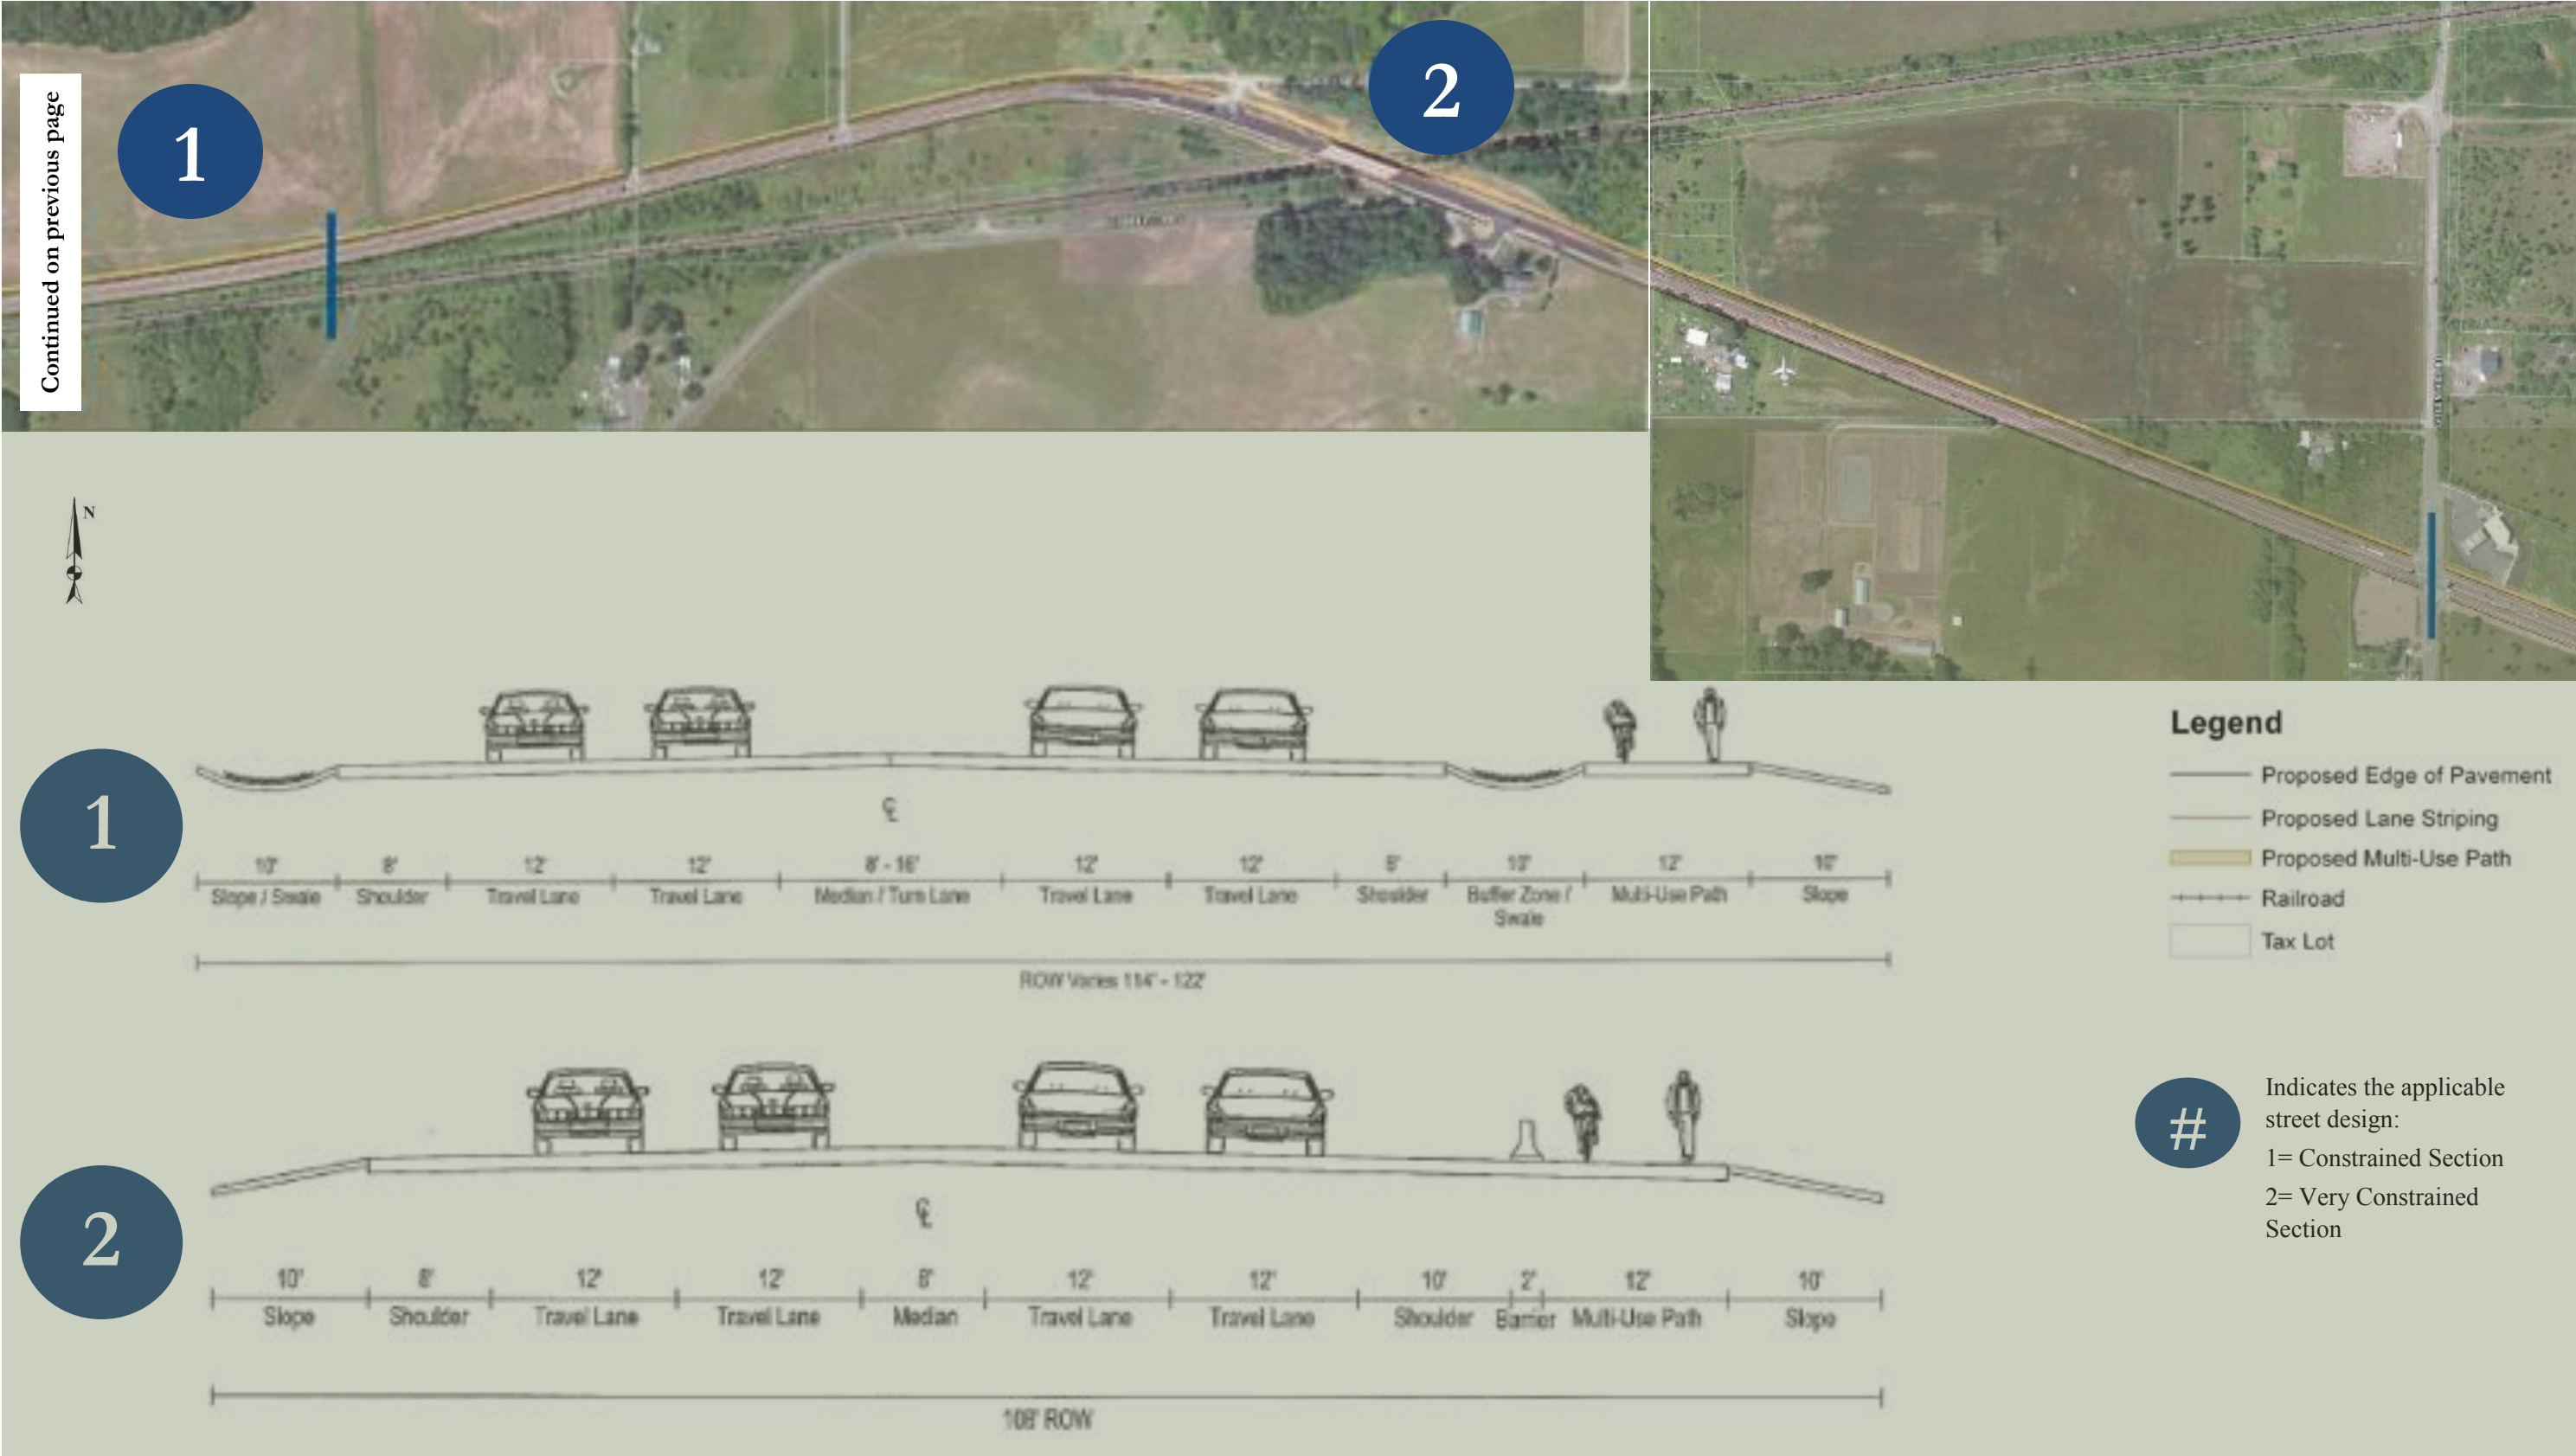 Continued on previous page
1
2
N
1
10'
8'
12'
12'
8' - 16'
12'
12'
8'
10'
12'
10'
Slope / Swale
Shoulder
Travel Lane
Travel Lane
Median / Turn Lane
Travel Lane
Travel Lane
Shoulder
Buffer Zone /
Swale
Multi-Use Path
Slope
ROW Varies 114' - 122'
2
10'
8'
12'
12'
8'
12'
12'
10'
2'
12'
10'
Slope
Shoulder
Travel Lane
Travel Lane
Median
Travel Lane
Travel Lane
Shoulder
Barrier
Multi-Use Path
Slope
108' ROW
Legend
Proposed Edge of Pavement
Proposed Lane Striping
Proposed Multi-Use Path
Railroad
Tax Lot
#
Indicates the applicable
street design:
1= Constrained Section
2= Very Constrained
Section